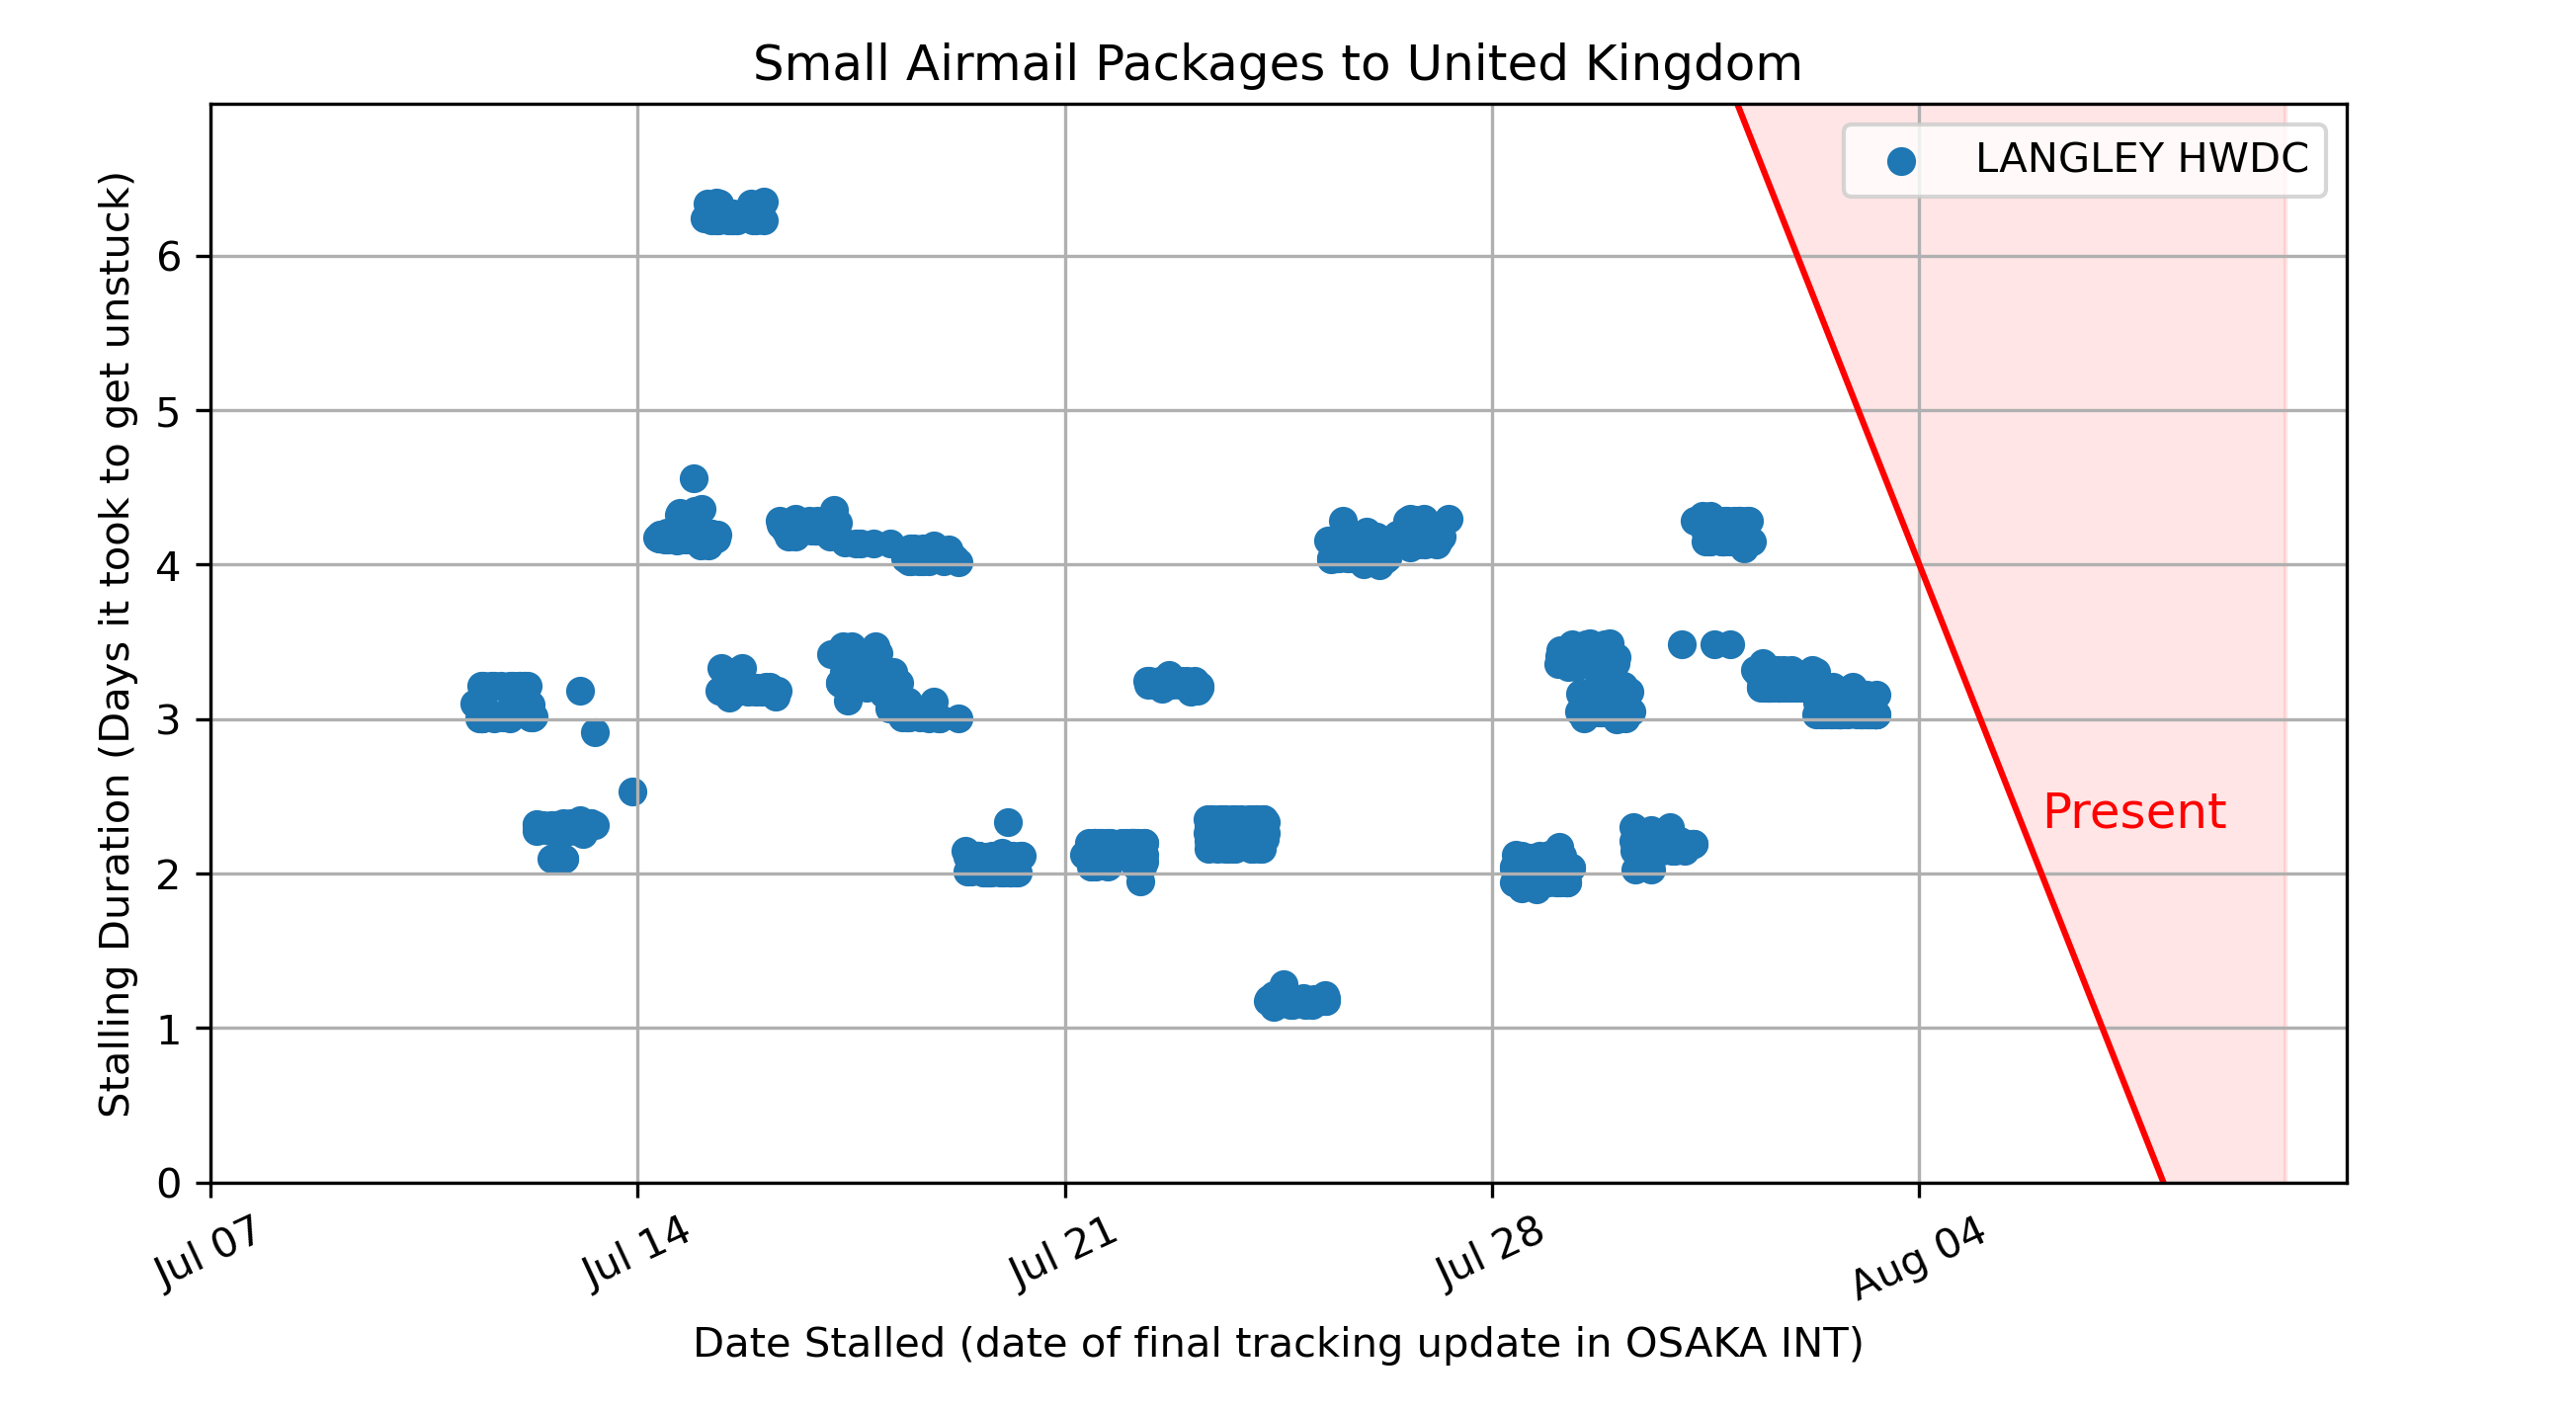 Small Airmail Packages to United Kingdom
LANGLEY HWDC
Stalling Duration (Days it took to get unstuck)
6
5
4
3
2
1
0
Present
Jul 07
Jul 14
Jul 21
Jul 28
Aug 04
Date Stalled (date of final tracking update in OSAKA INT)